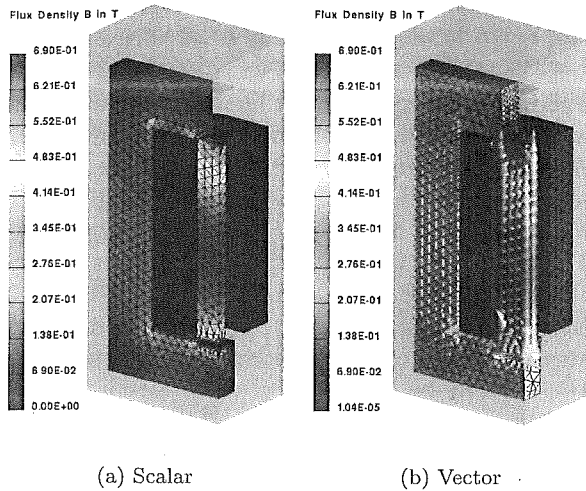 Flux Density B in T
6.90E-01
6.21E-01
5.52E-01
4.83E-01
4.14E-01
3.45E-01
2.76E-01
2.07E-01
1.38E-01
6.90E-02
0.00E+00
(a) Scalar
Flux Density B in T
6.90E-01
6.21E-01
5.52E-01
4.83E-01
4.14E-01
3.45E-01
2.76E-01
2.07E-01
1.38E-01
6.90E-02
1.04E-05
(b) Vector